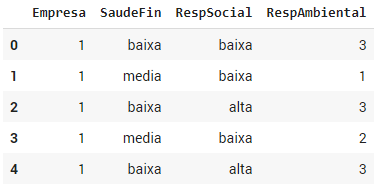 Empresa SaudeFin RespSocial RespAmbiental
0 1 baixa baixa 3
1 1 media baixa 1
2 1 baixa alta 3
3 1 media baixa 2
4 1 baixa alta 3